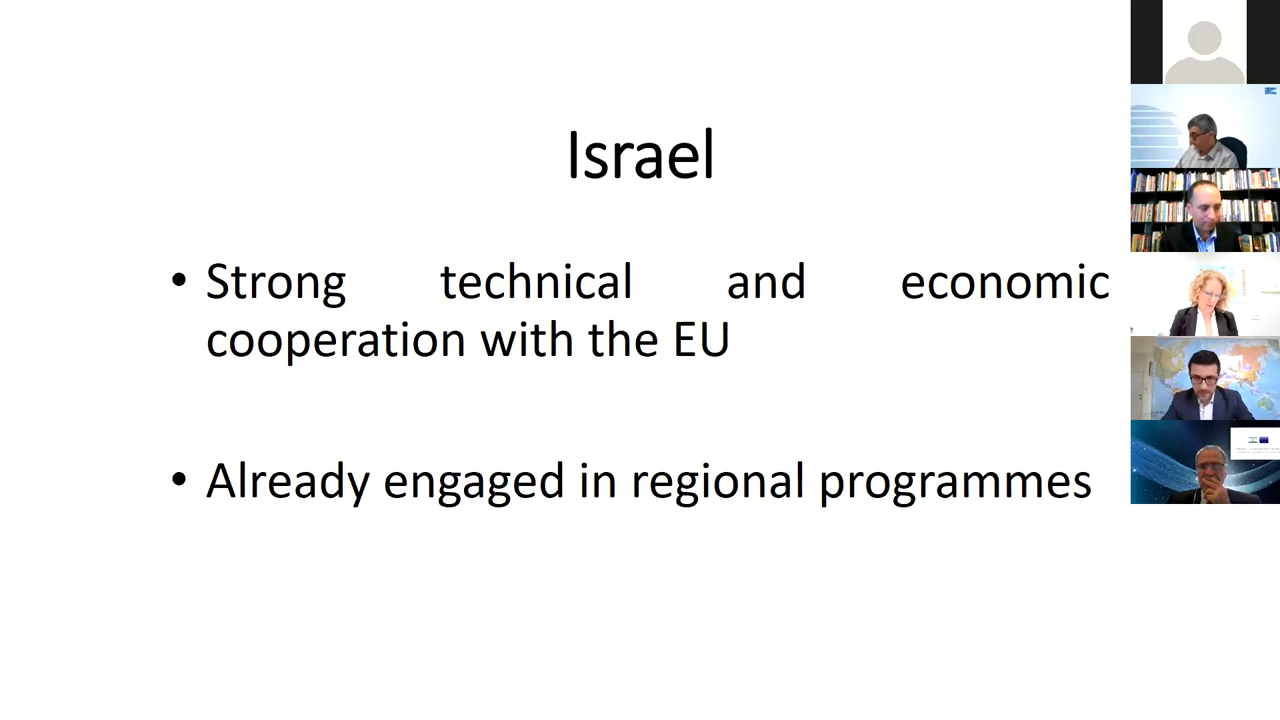 Israel
• Strong technical and economic
cooperation with the EU
• Already engaged in regional programmes